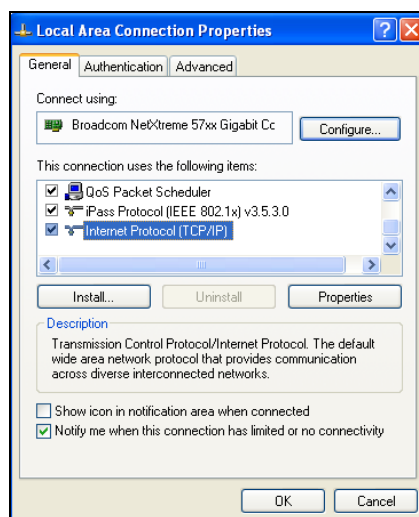 Local Area Connection Properties
General Authentication Advanced
Connect using:
Broadcom NetXtreme 57xx Gigabit Cc Configure...
This connection uses the following items:
QoS Packet Scheduler
iPass Protocol (IEEE 802.1x) v3.5.3.0
Internet Protocol (TCP/IP)
Install... Uninstall Properties
Description
Transmission Control Protocol/Internet Protocol. The default
wide area network protocol that provides communication
across diverse interconnected networks.
Show icon in notification area when connected
Notify me when this connection has limited or no connectivity
OK Cancel